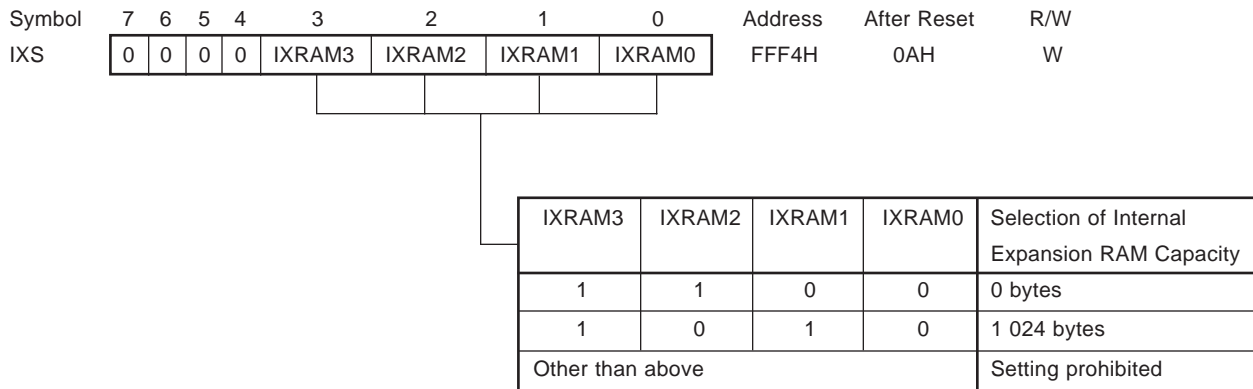 Symbol 7 6 5 4 3 2 1 0 Address After Reset R/W
IXS 0 0 0 0 IXRAM3 IXRAM2 IXRAM1 IXRAM0 FFF4H 0AH W
IXRAM3 IXRAM2 IXRAM1 IXRAM0 Selection of Internal
Expansion RAM Capacity
1 1 0 0 0 bytes
1 0 1 0 1 024 bytes
Other than above Setting prohibited